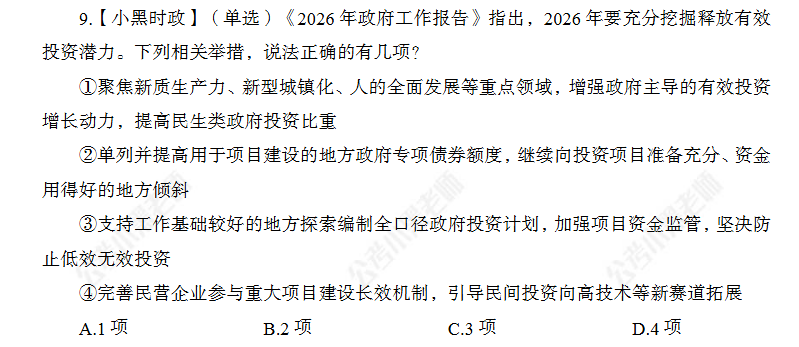 9.【小黑时政】（单选）《2026 年政府工作报告》指出，2026 年要充分挖掘释放有效
投资潜力。下列相关举措，说法正确的有几项？
①聚焦新质生产力、新型城镇化、人的全面发展等重点领域，增强政府主导的有效投资
增长动力，提高民生类政府投资比重
②单列并提高用于项目建设的地方政府专项债券额度，继续向投资项目准备充分、资金
用得好的地方倾斜
③支持工作基础较好的地方探索编制全口径政府投资计划，加强项目资金监管，坚决防
止低效无效投资
④完善民营企业参与重大项目建设长效机制，引导民间投资向高技术等新赛道拓展
A.1 项 B.2 项 C.3 项 D.4 项